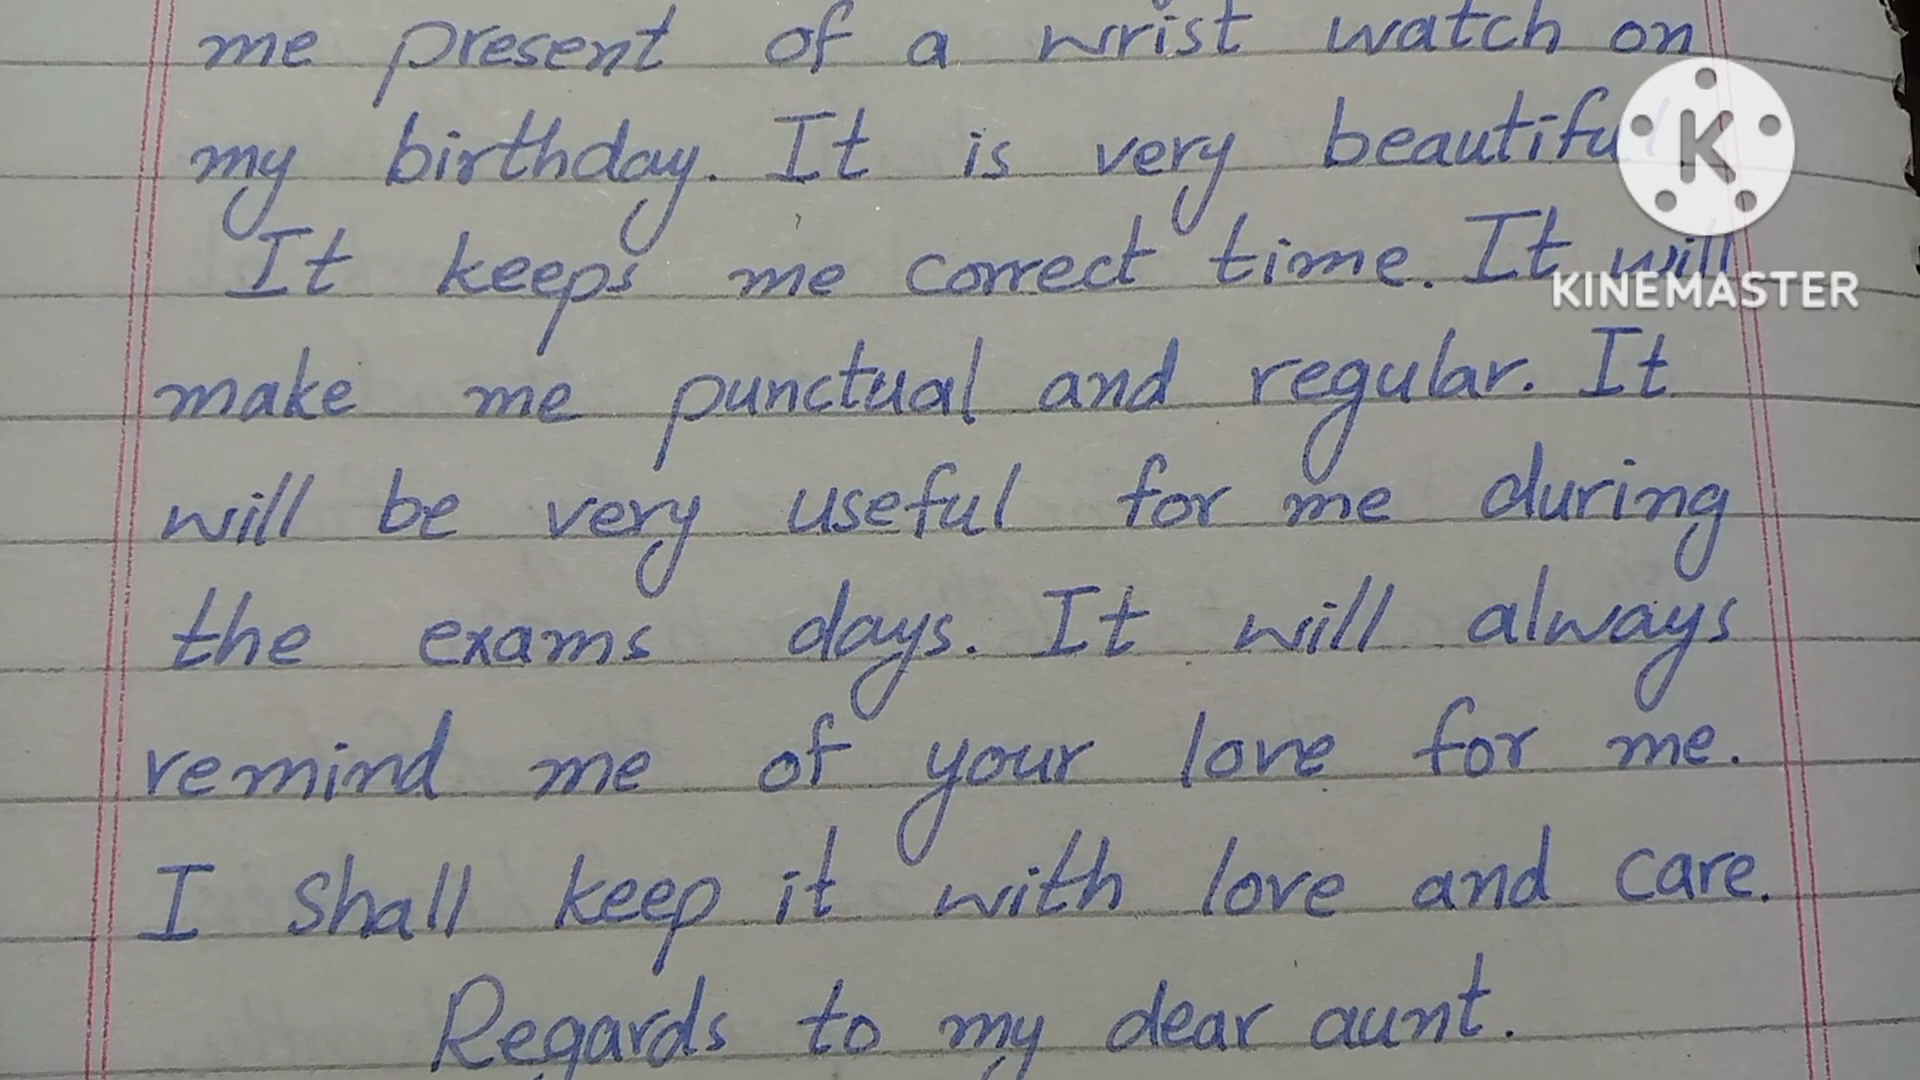 me present of a wrist watch on
my birthday. It is very beautiful
It keeps me correct time. It will
make me punctual and regular. It
will be very useful for me during
the exams days. It will always
remind me of your love for me.
I shall keep it with love and care.
Regards to my dear aunt.
K
KINEMASTER